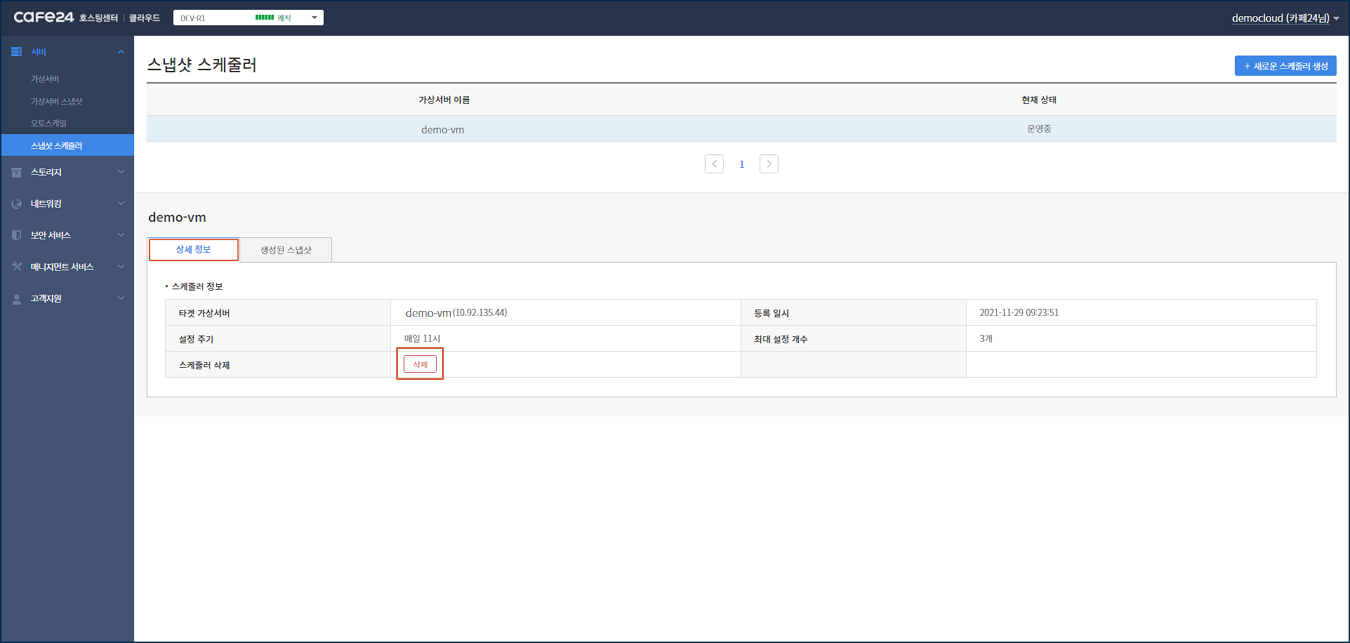 cafe24 호스팅센터 | 클라우드
DEV-R1 쾌적
democloud (카페24님)
서버
가상서버
가상서버 스냅샷
오토스케일
스냅샷 스케줄러
스토리지
네트워킹
보안 서비스
매니지먼트 서비스
고객지원
스냅샷 스케줄러
+ 새로운 스케줄러 생성
가상서버 이름 현재 상태
demo-vm 운영중
< 1 >
demo-vm
상세 정보 생성된 스냅샷
• 스케줄러 정보
타겟 가상서버 demo-vm(10.92.135.44) 등록 일시 2021-11-29 09:23:51
설정 주기 매일 11시 최대 설정 개수 3개
스케줄러 삭제 삭제